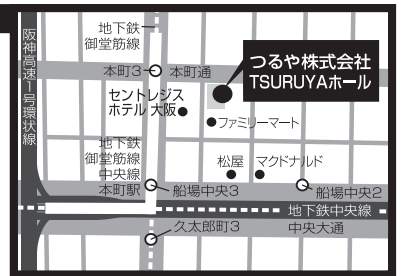 地下鉄
御堂筋線
阪神高速1号環状線
本町3
本町通
つるや株式会社
TSURUYAホール
セントレジス
ホテル 大阪
ファミリーマート
地下鉄
御堂筋線
中央線
本町駅
松屋
マクドナルド
船場中央3
船場中央2
地下鉄中央線
久太郎町3
中央大通